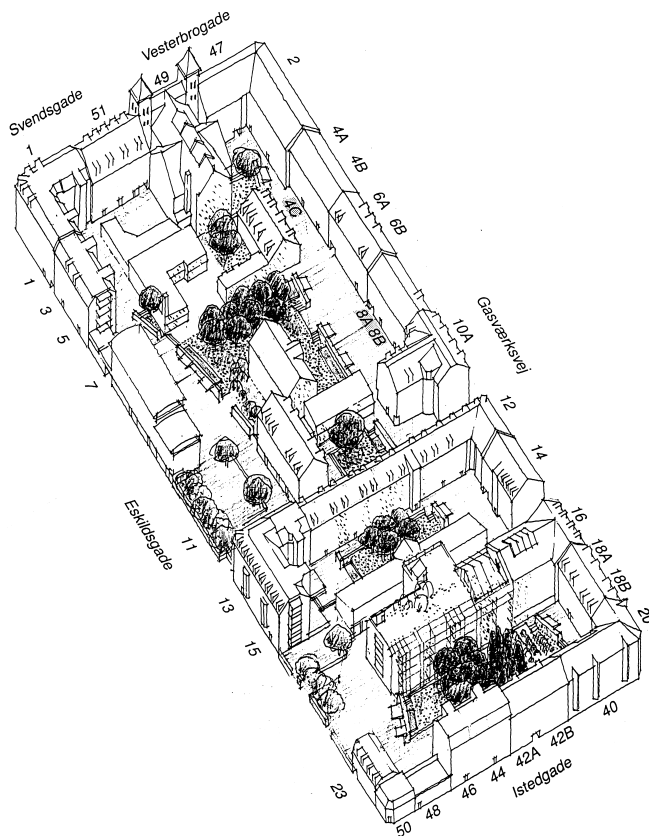 Vesterbrogade
47
49
51
Svendsgade
1
2
4A
4B
6A
6B
4C
8A 8B
10A
Gasværksvej
12
14
16
18A
18B
20
1
3
5
7
Eskildsgade
11
13
15
23
50
48
46
44
42A
42B
40
Istedgade